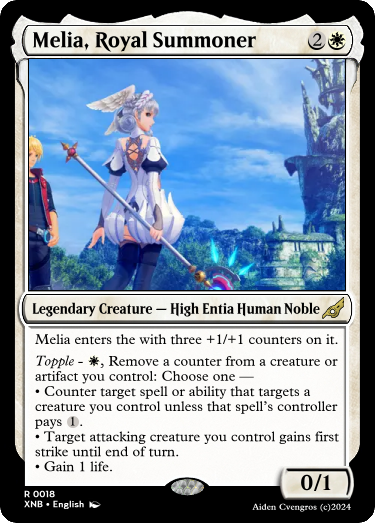 Melia, Royal Summoner 2
Legendary Creature — High Entia Human Noble
Melia enters the with three +1/+1 counters on it.
Topple - , Remove a counter from a creature or
artifact you control: Choose one —
• Counter target spell or ability that targets a
creature you control unless that spell's controller
pays 1.
• Target attacking creature you control gains first
strike until end of turn.
• Gain 1 life.
0/1
R 0018
XNB • English
Aiden Cvengros (c)2024